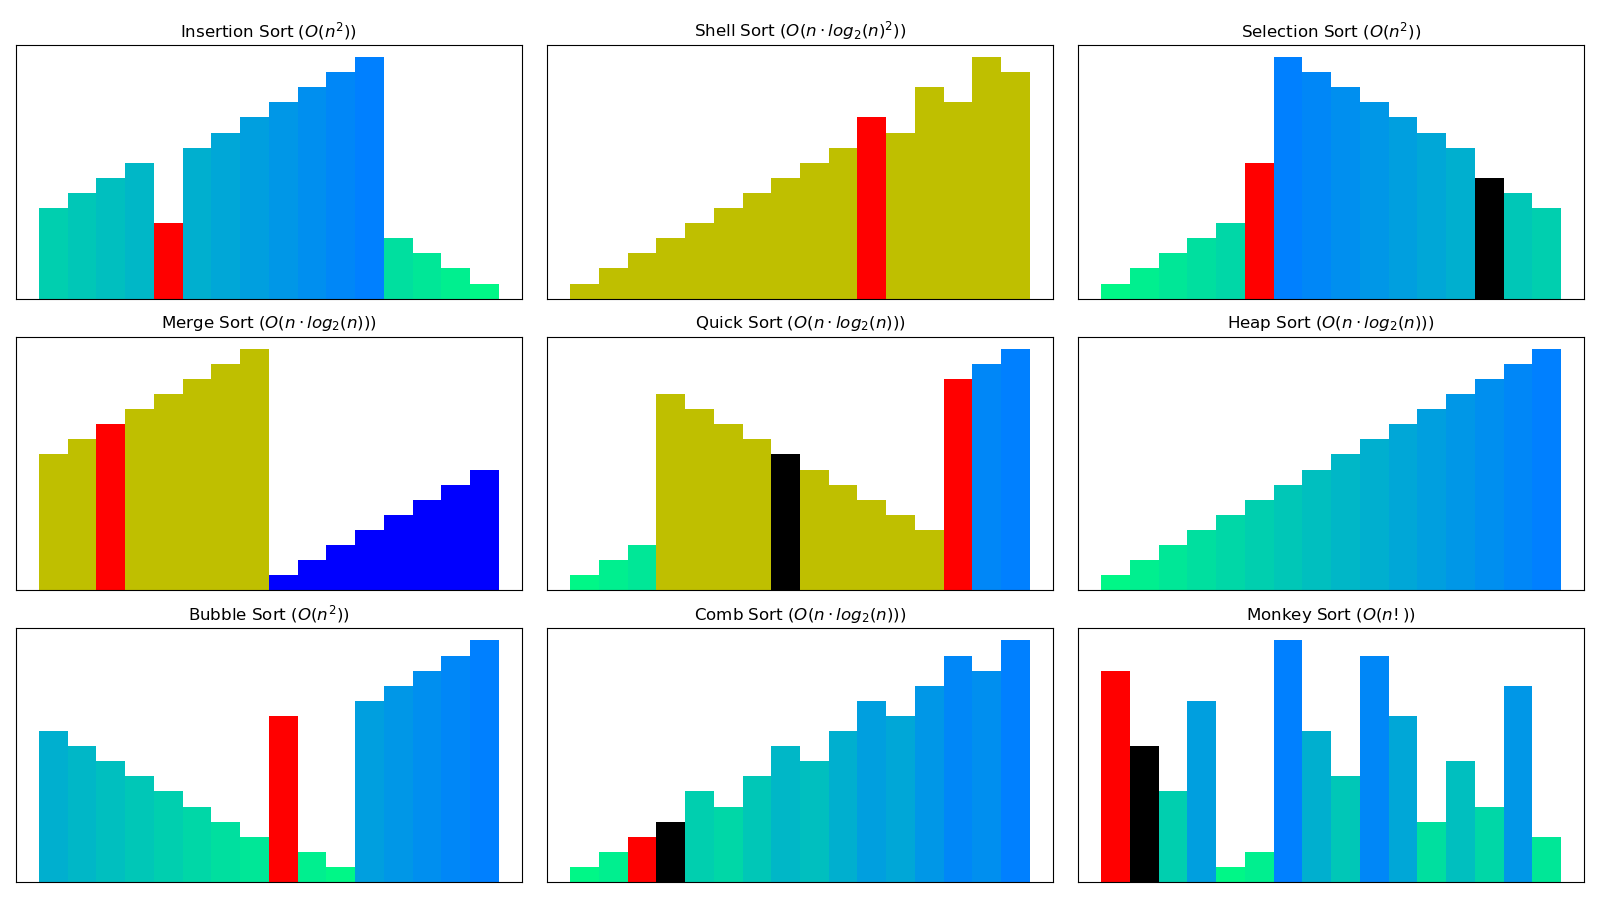 Insertion Sort (O(n²))
Shell Sort (O(n · log₂(n)²))
Selection Sort (O(n²))
Merge Sort (O(n · log₂(n)))
Quick Sort (O(n · log₂(n)))
Heap Sort (O(n · log₂(n)))
Bubble Sort (O(n²))
Comb Sort (O(n · log₂(n)))
Monkey Sort (O(n!))